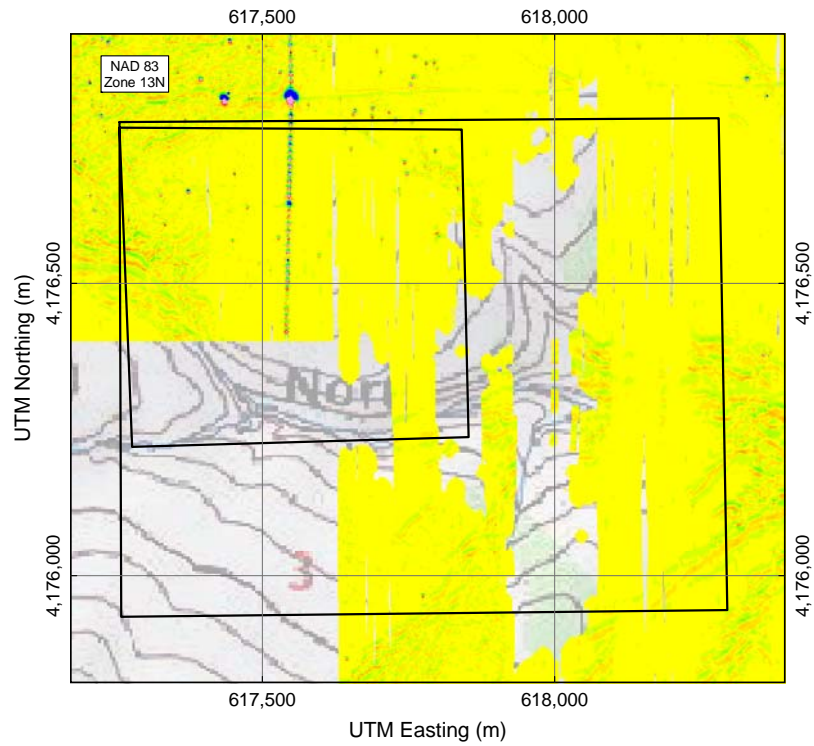 617,500 618,000
NAD 83
Zone 13N
4,176,500 4,176,500
UTM Northing (m)
3
4,176,000 4,176,000
617,500 618,000
UTM Easting (m)